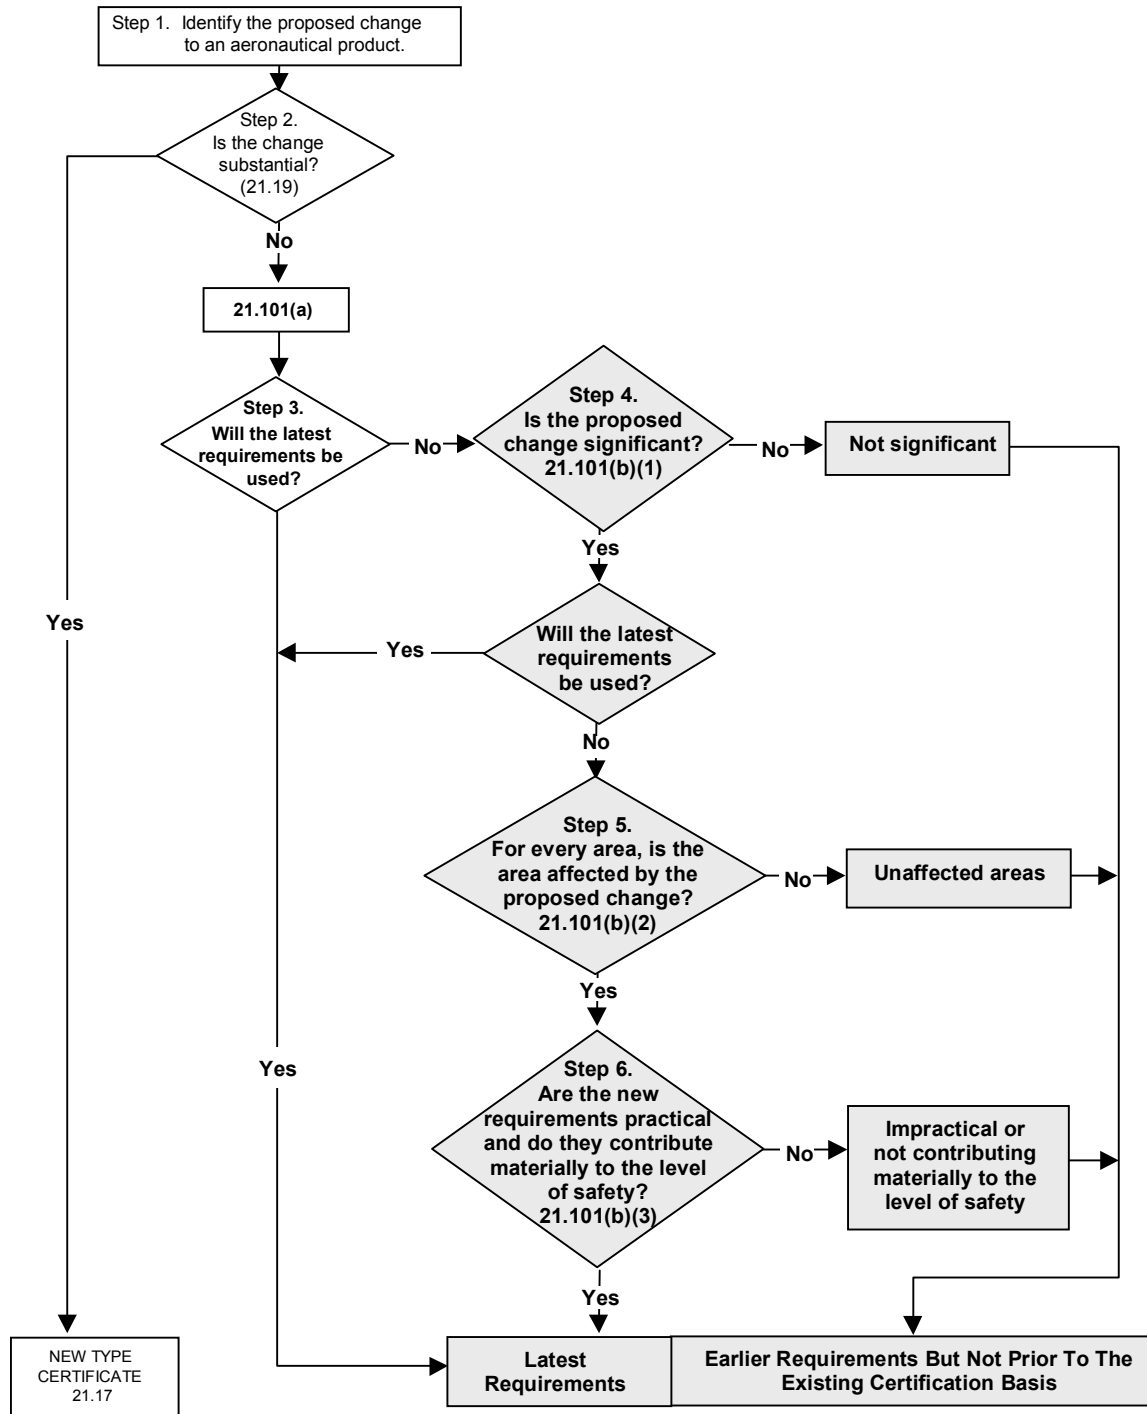 Step 1. Identify the proposed change
to an aeronautical product.
Step 2.
Is the change
substantial?
(21.19)
No
21.101(a)
Step 3.
Will the latest
requirements be
used?
No
Step 4.
Is the proposed
change significant?
21.101(b)(1)
No
Not significant
Yes
Yes
Will the latest
requirements
be used?
Yes
No
Step 5.
For every area, is the
area affected by the
proposed change?
21.101(b)(2)
No
Unaffected areas
Yes
Yes
Step 6.
Are the new
requirements practical
and do they contribute
materially to the level
of safety?
21.101(b)(3)
No
Impractical or
not contributing
materially to the
level of safety
Yes
NEW TYPE
CERTIFICATE
21.17
Latest
Requirements
Earlier Requirements But Not Prior To The
Existing Certification Basis